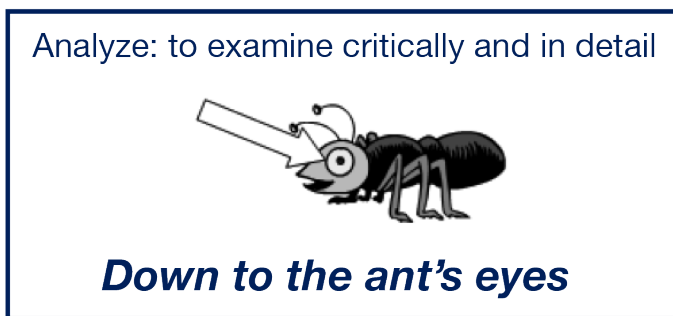 Analyze: to examine critically and in detail
Down to the ant’s eyes